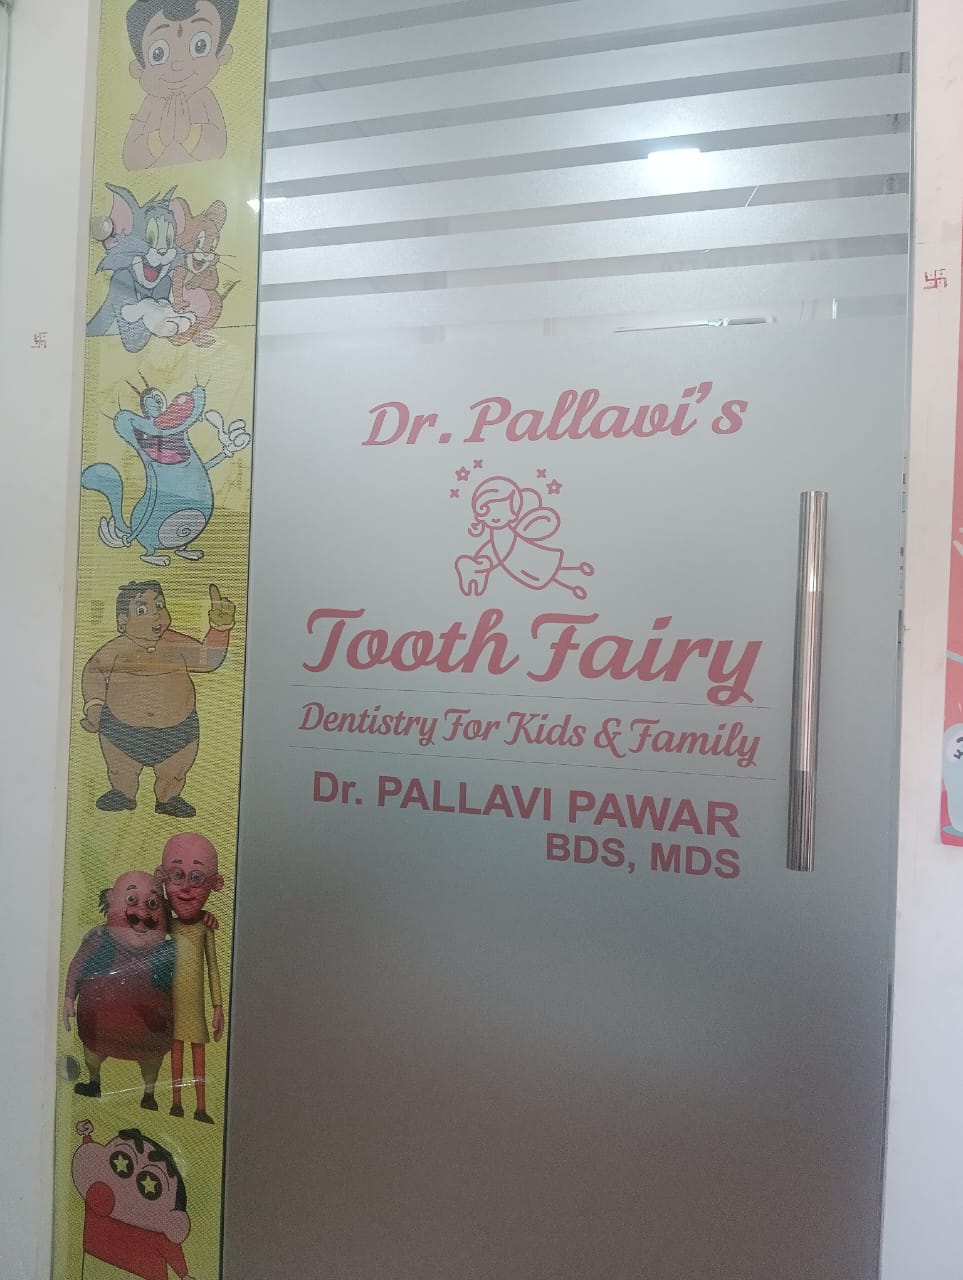 Dr. Pallavi's
Tooth Fairy
Dentistry For Kids & Family
Dr. PALLAVI PAWAR
BDS, MDS